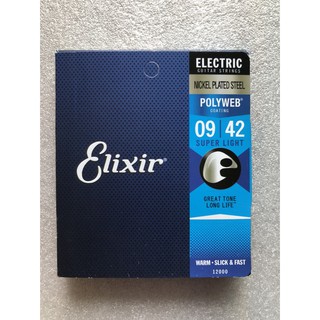 ELECTRIC
GUITAR STRINGS
NICKEL PLATED STEEL
POLYWEB®
COATING
09 42
SUPER LIGHT
Elixir
GREAT TONE
LONG LIFE™
WARM • SLICK & FAST
12000